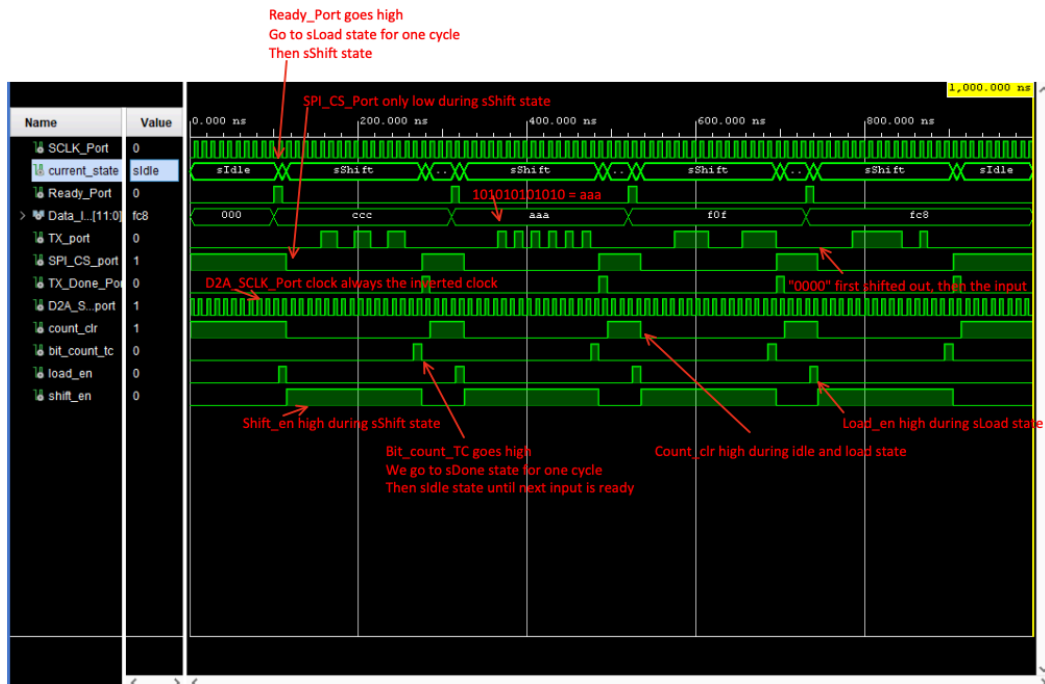 Ready_Port goes high
Go to sLoad state for one cycle
Then sShift state
1,000.000 ns
SPI_CS_Port only low during sShift state
Name Value
0.000 ns 200.000 ns 400.000 ns 600.000 ns 800.000 ns
SCLK_Port 0
current_state sIdle sIdle sShift .. sShift .. sShift .. sShift sIdle
Ready_Port 0
101010101010 = aaa
Data_I...[11:0] fc8 000 ccc aaa f0f fc8
TX_port 0
SPI_CS_port 1
TX_Done_Por 0
D2A_SCLK_Port clock always the inverted clock
"0000" first shifted out, then the input
D2A_S...port 1
count_clr 1
bit_count_tc 0
load_en 0
shift_en 0
Shift_en high during sShift state
Load_en high during sLoad state
Bit_count_TC goes high
We go to sDone state for one cycle
Then sIdle state until next input is ready
Count_clr high during idle and load state